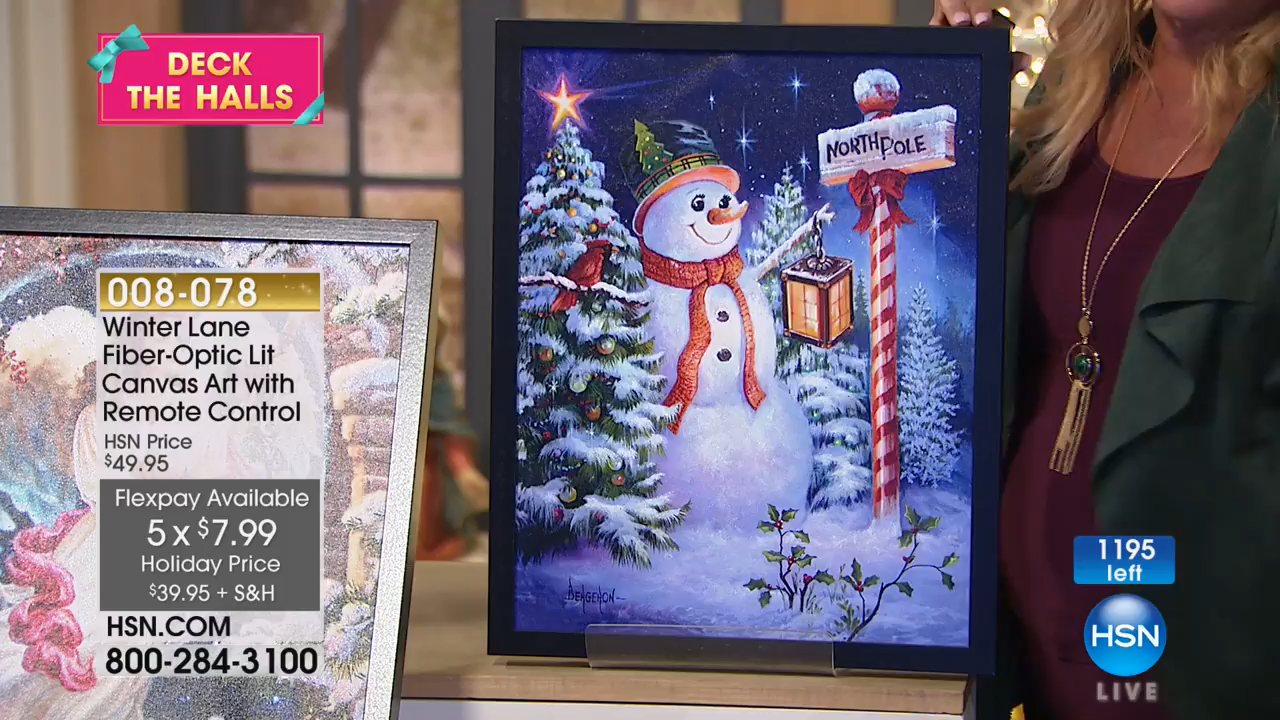 DECK
THE HALLS
008-078
Winter Lane
Fiber-Optic Lit
Canvas Art with
Remote Control
HSN Price
$49.95
Flexpay Available
5 x $7.99
Holiday Price
$39.95 + S&H
HSN.COM
800-284-3100
NORTH POLE
1195
left
HSN
LIVE